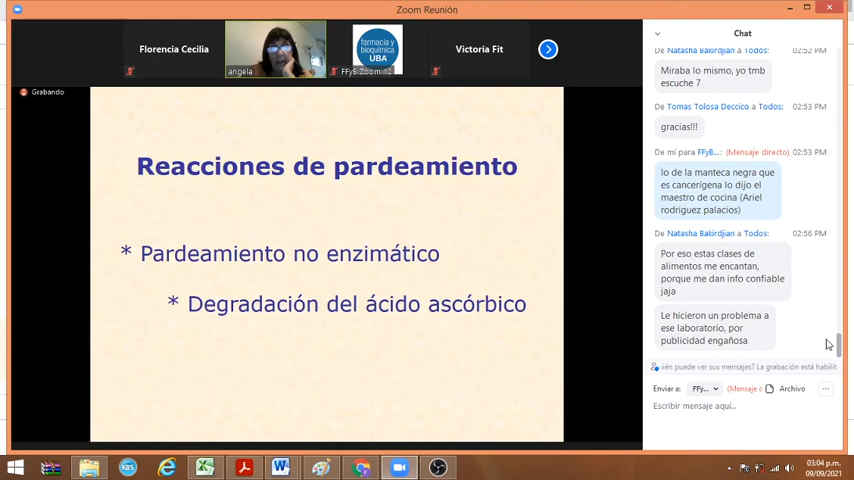 Zoom Reunión
Florencia Cecilia
angela
farmacia y
bioquímica
UBA
FFyB Zoom 12
Victoria Fit
Grabando
Reacciones de pardeamiento
* Pardeamiento no enzimático
* Degradación del ácido ascórbico
Chat
De Natasha Bakirdjian a Todos: 02:52 PM
Miraba lo mismo, yo tmb
escuche 7
De Tomas Tolosa Deccico a Todos: 02:53 PM
gracias!!!
De mí para FFyB...: (Mensaje directo) 02:53 PM
lo de la manteca negra que
es cancerígena lo dijo el
maestro de cocina (Ariel
rodriguez palacios)
De Natasha Bakirdjian a Todos: 02:56 PM
Por eso estas clases de
alimentos me encantan,
porque me dan info confiable
jaja
Le hicieron un problema a
ese laboratorio, por
publicidad engañosa
ién puede ver sus mensajes? La grabación está habilit
Enviar a: FFy... (Mensaje d Archivo ...
Escribir mensaje aquí...
03:04 p.m.
09/09/2021